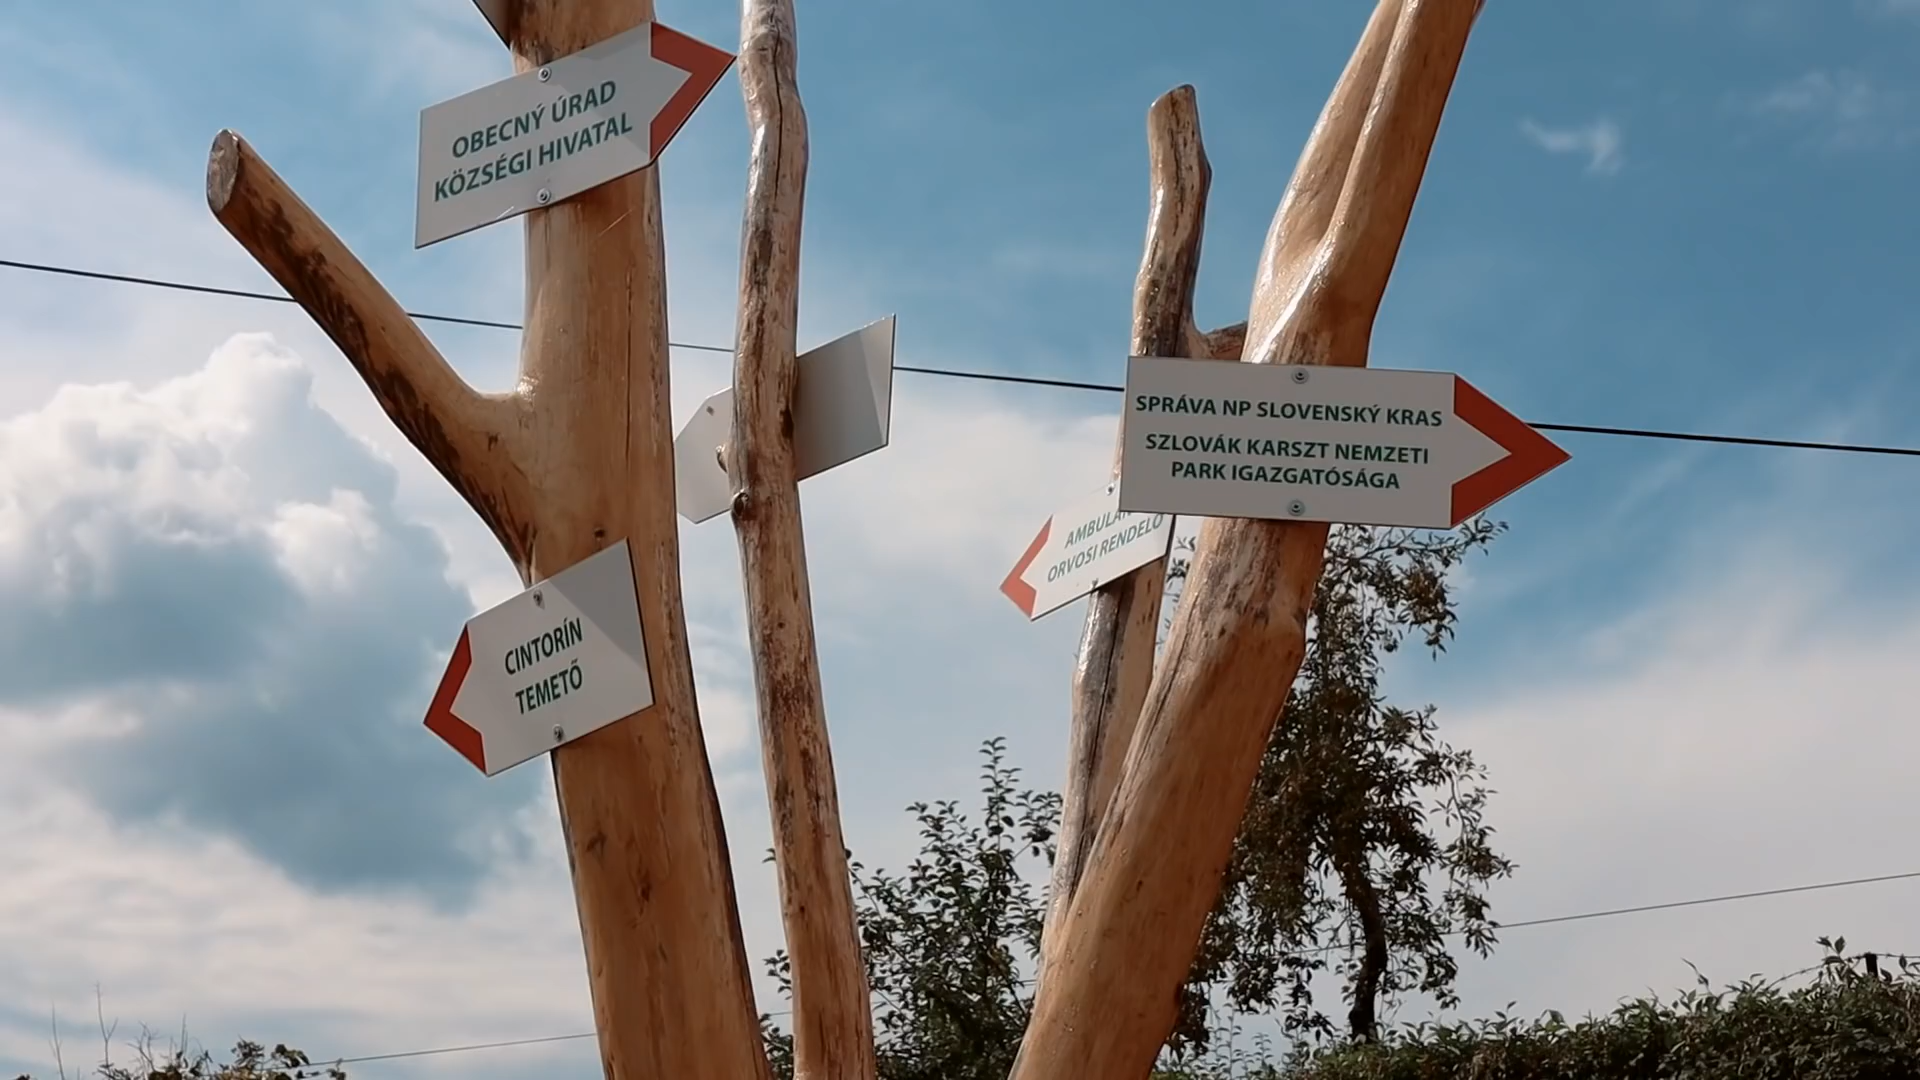 OBECNÝ ÚRAD
KÖZSÉGI HIVATAL
SPRÁVA NP SLOVENSKÝ KRAS
SZLOVÁK KARSZT NEMZETI
PARK IGAZGATÓSÁGA
ORVOSI RENDELŐ
CINTORÍN
TEMETŐ